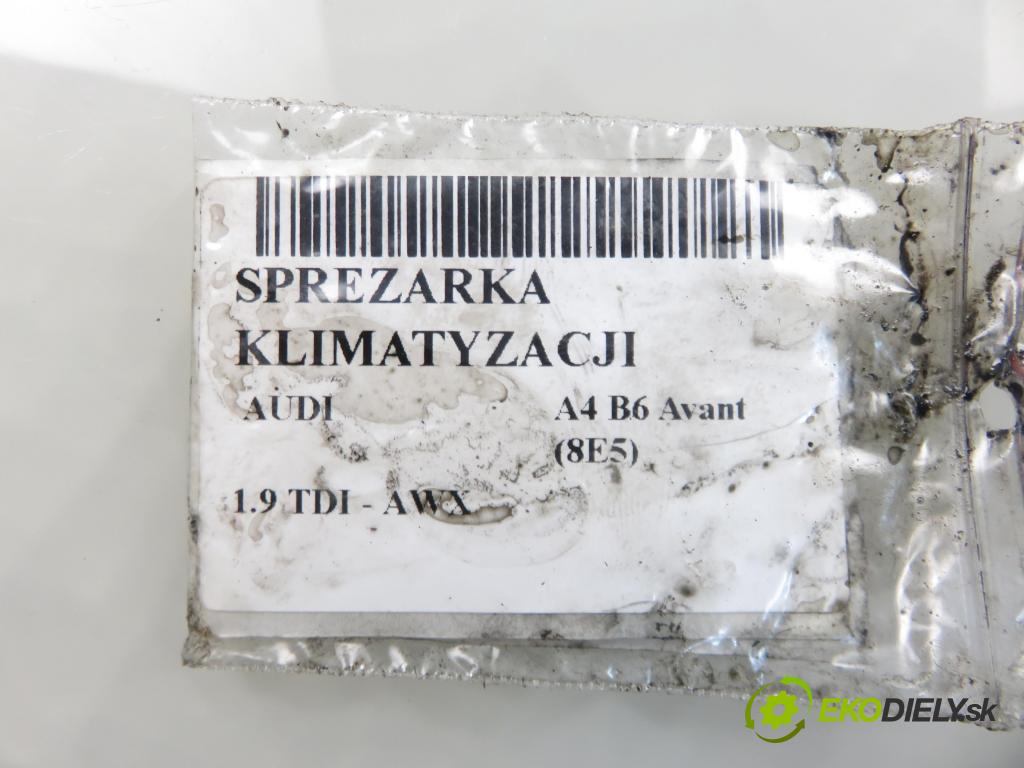 SPREZARKA
KLIMATYZACJI
AUDI A4 B6 Avant
(8E5)
1.9 TDI - AWX
EKODIELY.sk